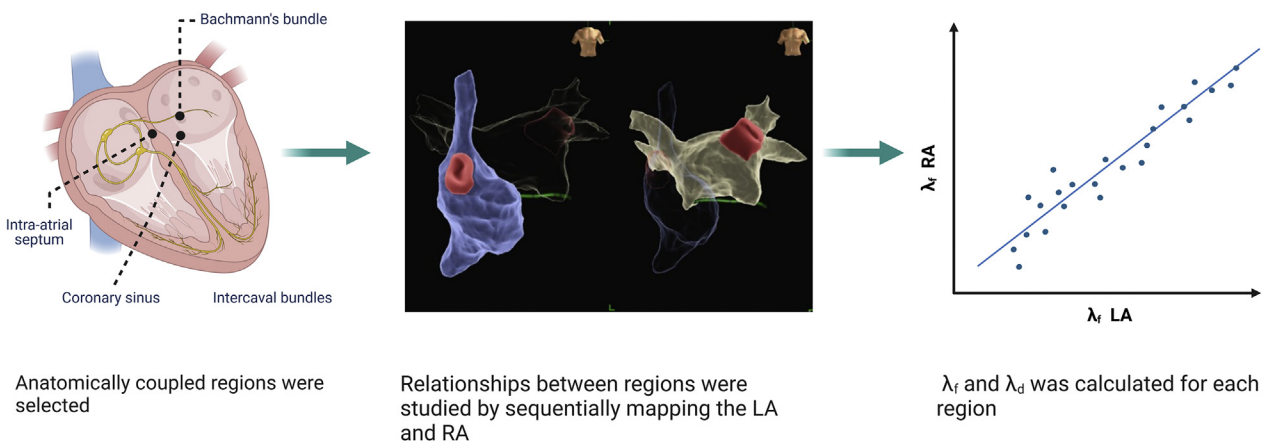 Bachmann's bundle
Intra-atrial
septum
Coronary sinus
Intercaval bundles
L
λf RA
λf LA
Anatomically coupled regions were
selected
Relationships between regions were
studied by sequentially mapping the LA
and RA
λf and λd was calculated for each
region